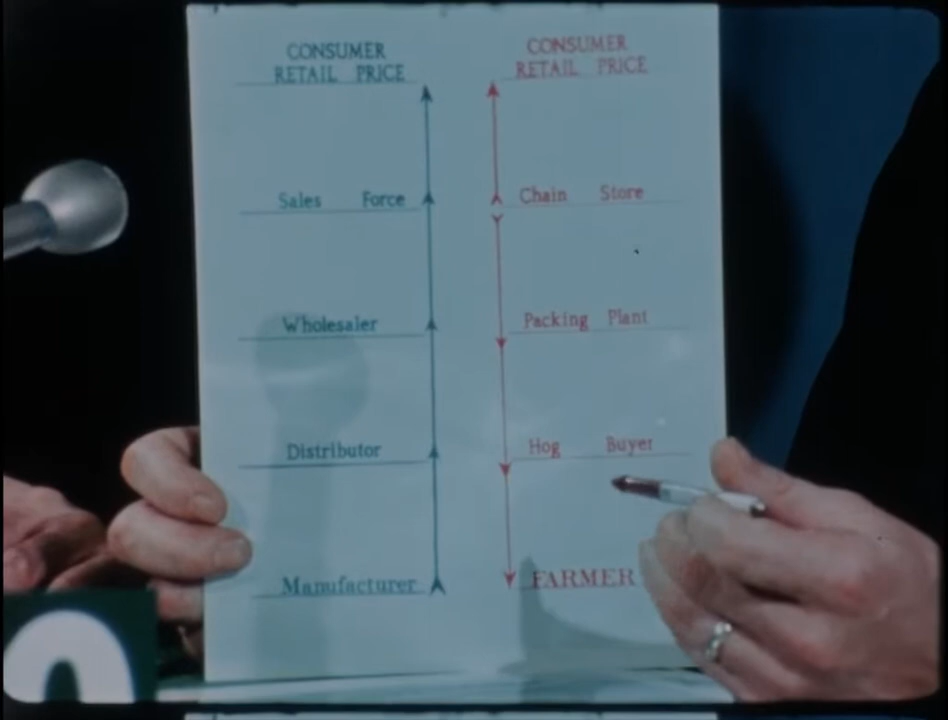 CONSUMER
RETAIL PRICE
Sales Force
Wholesaler
Distributor
Manufacturer
CONSUMER
RETAIL PRICE
Chain Store
Packing Plant
Hog Buyer
FARMER